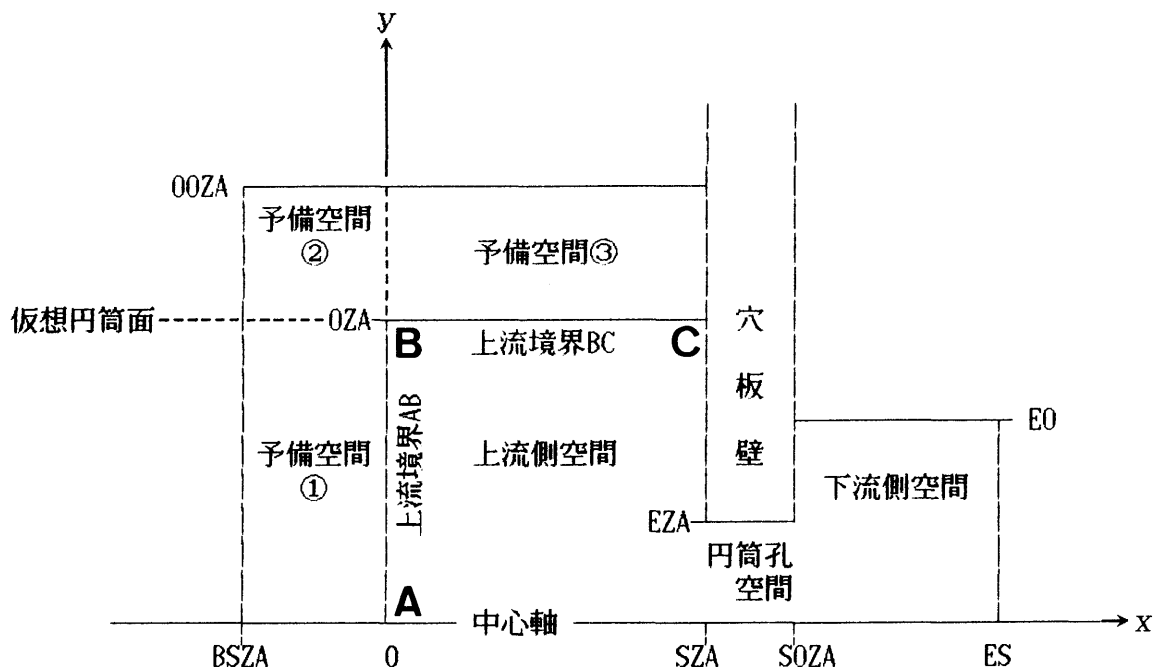 y
OOZA
予備空間
②
予備空間③
仮想円筒面
OZA
B
上流境界BC
C
穴
板
壁
上流境界AB
EO
予備空間
①
上流側空間
下流側空間
EZA
円筒孔
空間
A
中心軸
x
BSZA
0
SZA
SOZA
ES